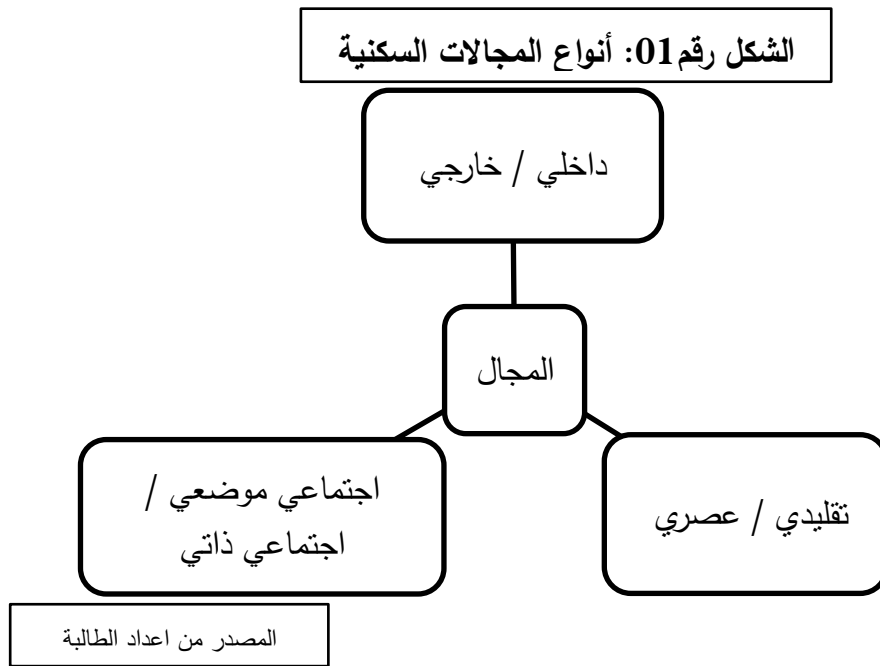 الشكل رقم01: أنواع المجالات السكنية
داخلي / خارجي
المجال
اجتماعي موضعي /
اجتماعي ذاتي
تقليدي / عصري
المصدر من اعداد الطالبة